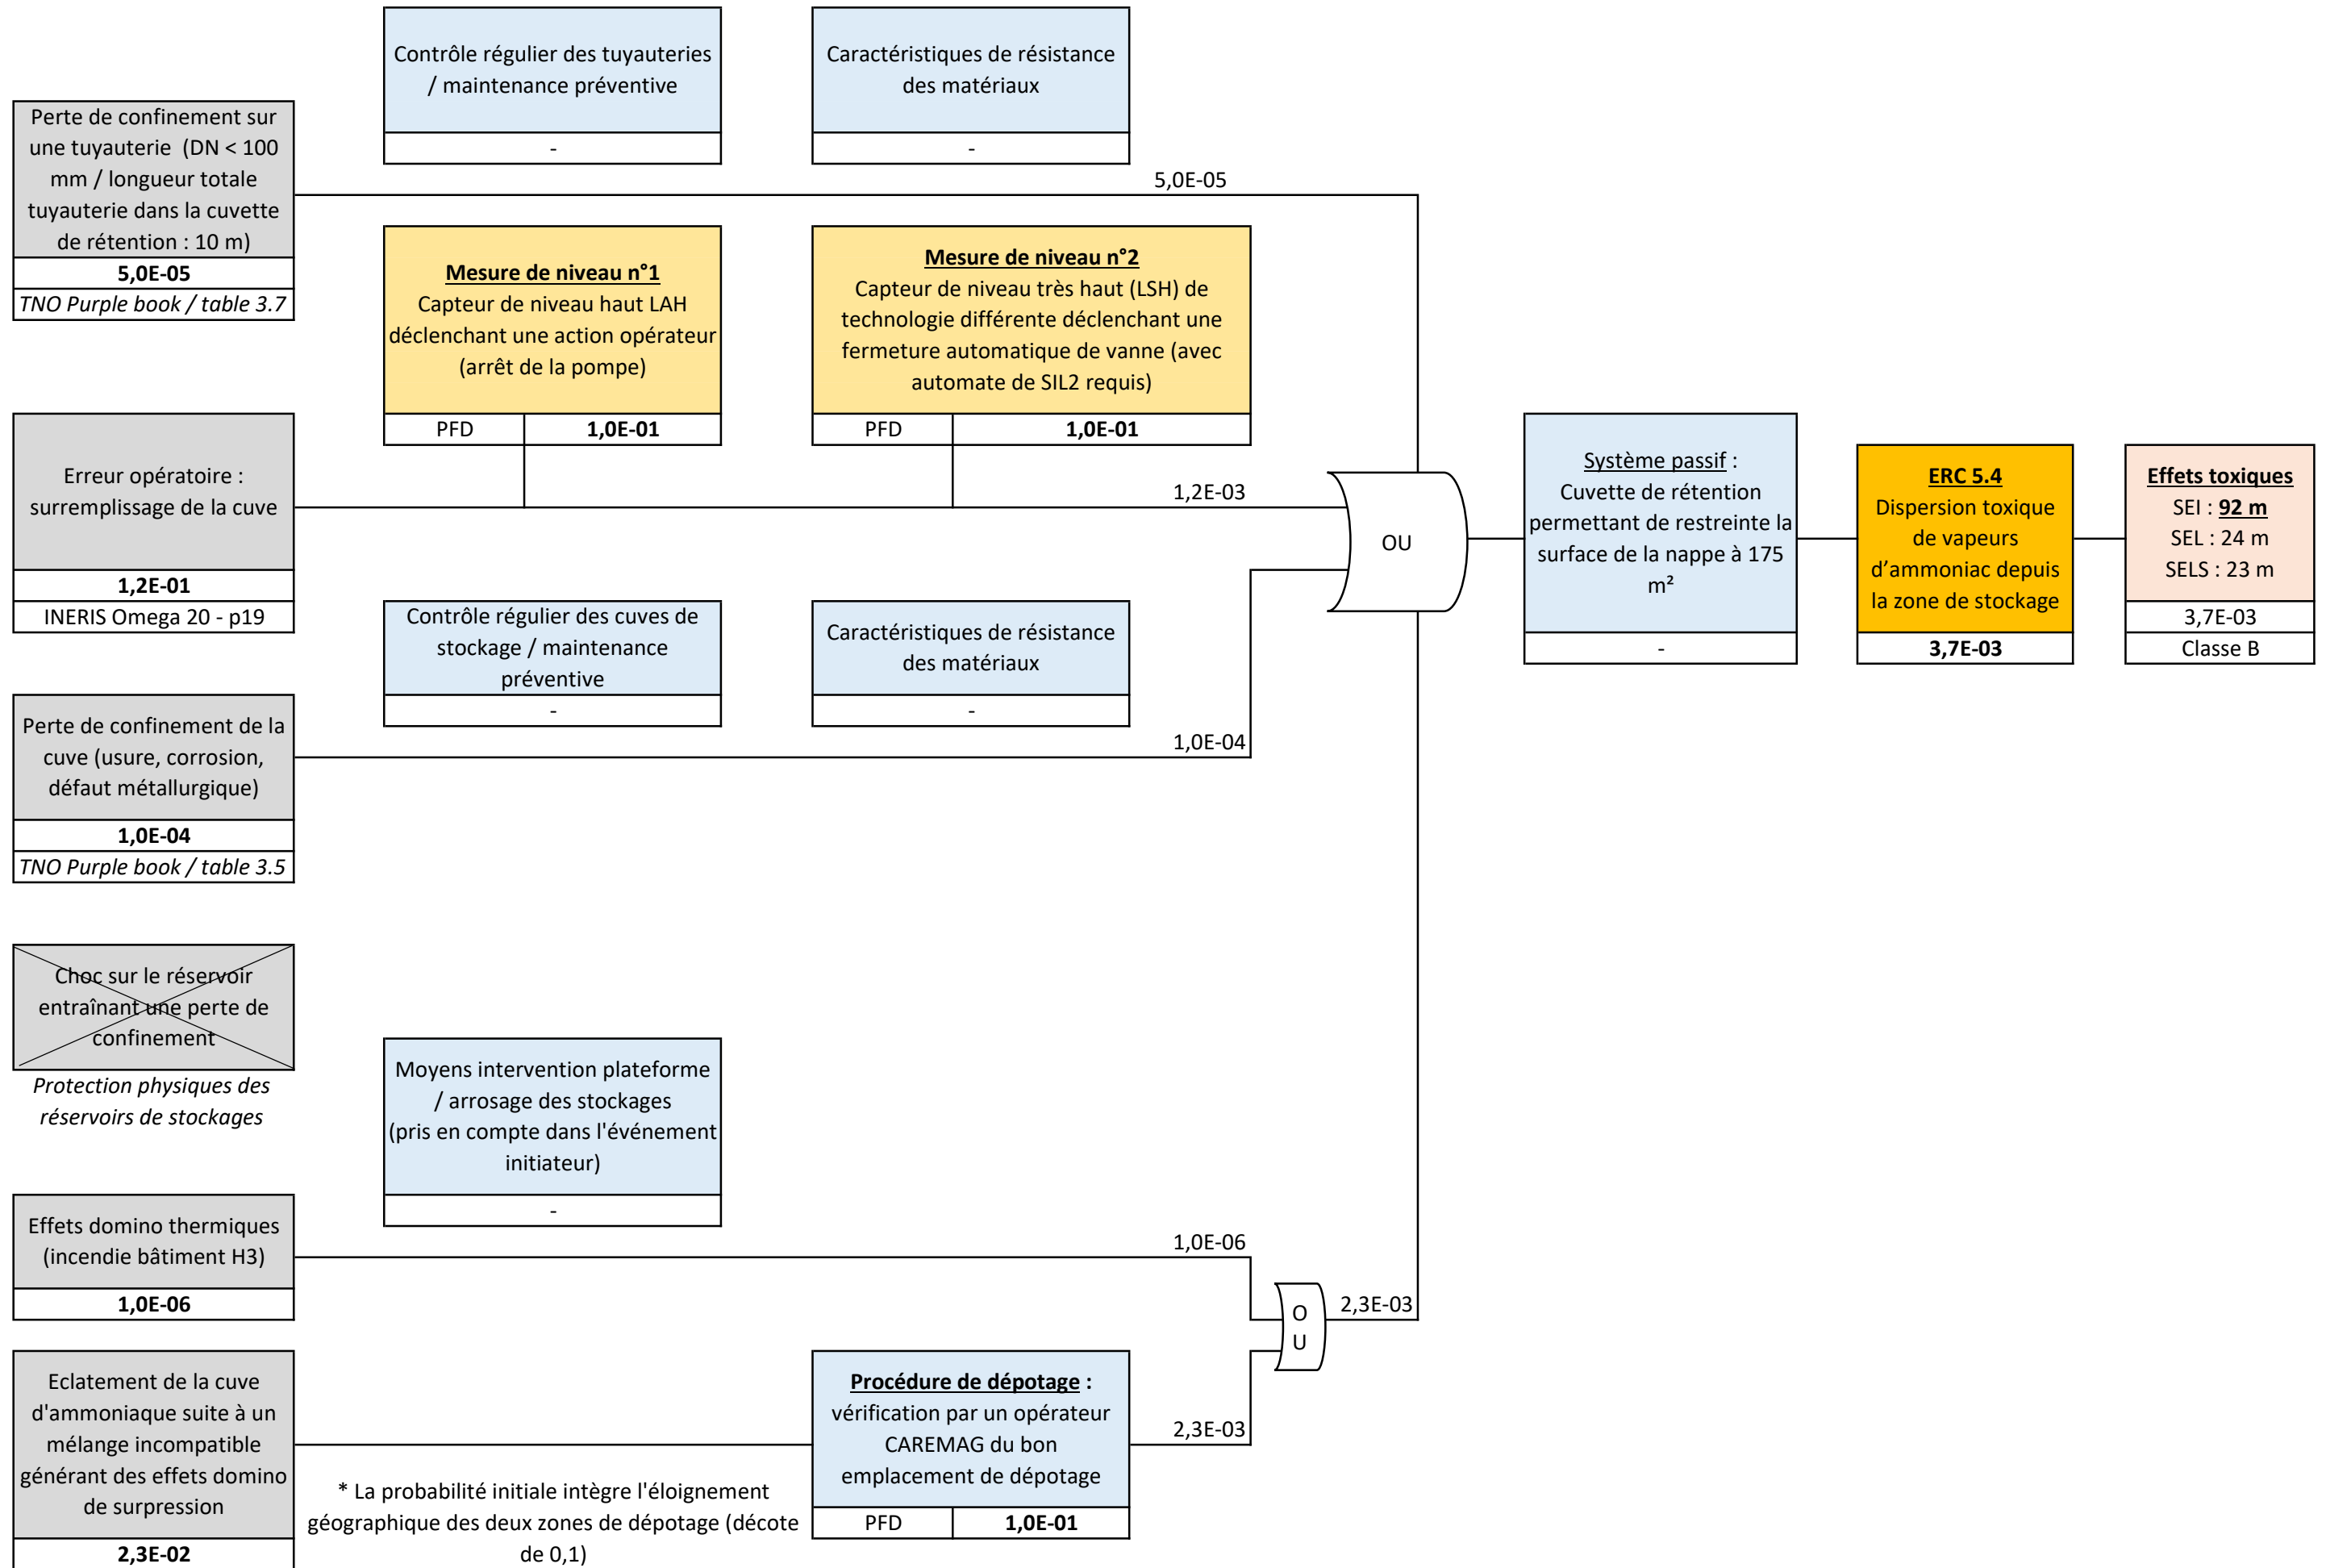 Contrôle régulier des tuyauteries
/ maintenance préventive
-
Caractéristiques de résistance
des matériaux
-
Perte de confinement sur
une tuyauterie (DN < 100
mm / longueur totale
tuyauterie dans la cuvette
de rétention : 10 m)
5,0E-05
TNO Purple book / table 3.7
5,0E-05
Mesure de niveau n°1
Capteur de niveau haut LAH
déclenchant une action opérateur
(arrêt de la pompe)
PFD 1,0E-01
Mesure de niveau n°2
Capteur de niveau très haut (LSH) de
technologie différente déclenchant une
fermeture automatique de vanne (avec
automate de SIL2 requis)
PFD 1,0E-01
Erreur opératoire :
surremplissage de la cuve
1,2E-01
INERIS Omega 20 - p19
1,2E-03
OU
Système passif :
Cuvette de rétention
permettant de restreinte la
surface de la nappe à 175
m²
-
ERC 5.4
Dispersion toxique
de vapeurs
d’ammoniac depuis
la zone de stockage
3,7E-03
Effets toxiques
SEI : 92 m
SEL : 24 m
SELS : 23 m
3,7E-03
Classe B
Contrôle régulier des cuves de
stockage / maintenance
préventive
-
Caractéristiques de résistance
des matériaux
-
Perte de confinement de la
cuve (usure, corrosion,
défaut métallurgique)
1,0E-04
TNO Purple book / table 3.5
1,0E-04
Choc sur le réservoir
entraînant une perte de
confinement
Protection physiques des
réservoirs de stockages
Moyens intervention plateforme
/ arrosage des stockages
(pris en compte dans l'événement
initiateur)
-
Effets domino thermiques
(incendie bâtiment H3)
1,0E-06
1,0E-06
O
U
2,3E-03
Eclatement de la cuve
d'ammoniaque suite à un
mélange incompatible
générant des effets domino
de surpression
2,3E-02
* La probabilité initiale intègre l'éloignement
géographique des deux zones de dépotage (décote
de 0,1)
Procédure de dépotage :
vérification par un opérateur
CAREMAG du bon
emplacement de dépotage
PFD 1,0E-01
2,3E-03